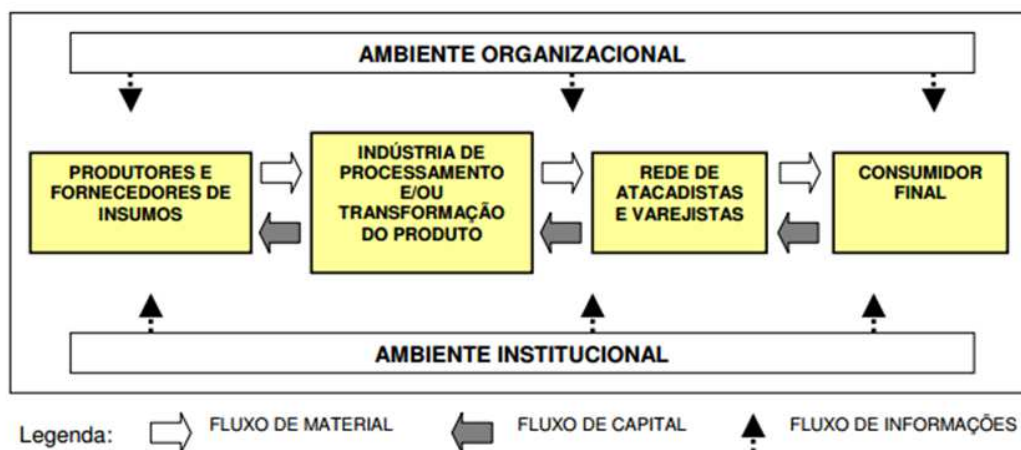 AMBIENTE ORGANIZACIONAL
PRODUTORES E
FORNECEDORES DE
INSUMOS
INDÚSTRIA DE
PROCESSAMENTO
E/OU
TRANSFORMAÇÃO
DO PRODUTO
REDE DE
ATACADISTAS
E VAREJISTAS
CONSUMIDOR
FINAL
AMBIENTE INSTITUCIONAL
Legenda:
FLUXO DE MATERIAL
FLUXO DE CAPITAL
FLUXO DE INFORMAÇÕES